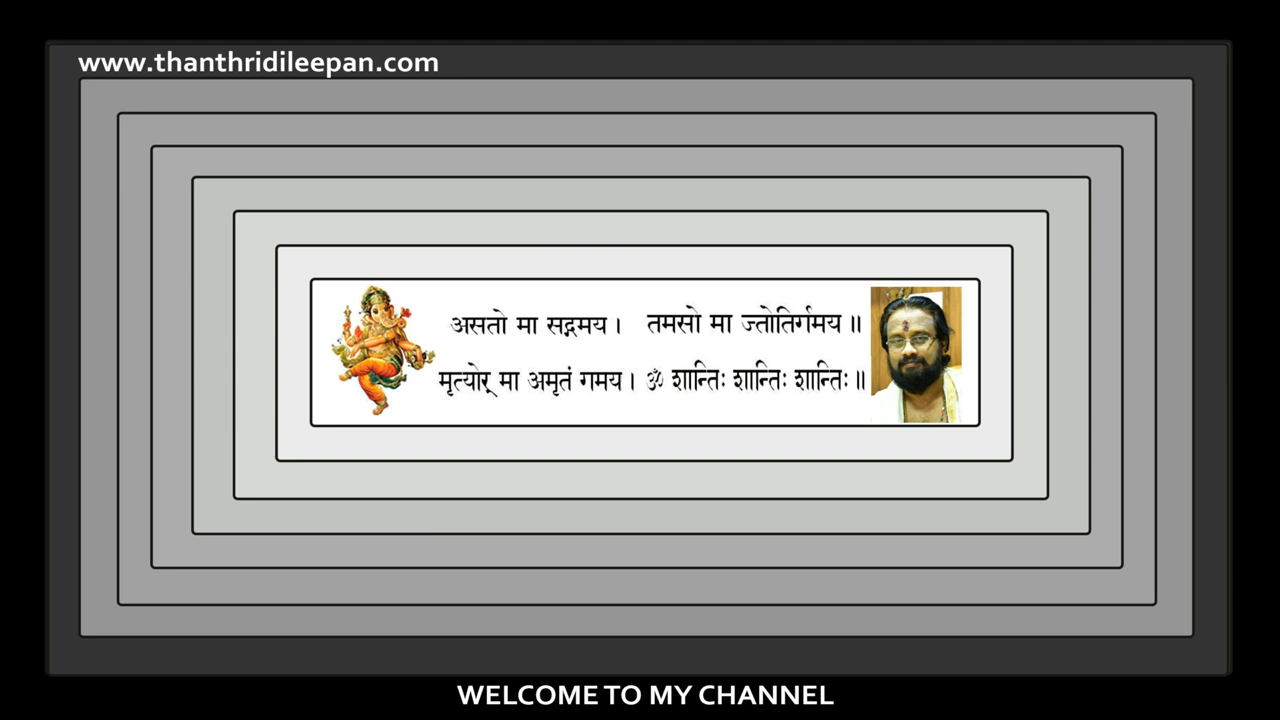 www.thanthridileepan.com
असतो मा सद्गमय। तमसो मा ज्तोतिर्गमय॥
मृत्योर् मा अमृतं गमय। ॐ शान्तिः शान्तिः शान्तिः॥
WELCOME TO MY CHANNEL